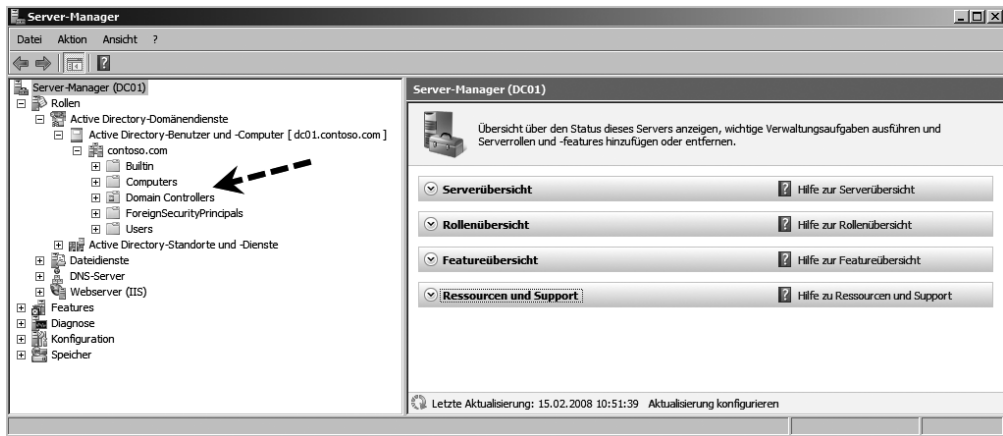 Server-Manager
Datei Aktion Ansicht ?
Server-Manager (DC01)
Rollen
Active Directory-Domänendienste
Active Directory-Benutzer und -Computer [ dc01.contoso.com ]
contoso.com
Builtin
Computers
Domain Controllers
ForeignSecurityPrincipals
Users
Active Directory-Standorte und -Dienste
Dateidienste
DNS-Server
Webserver (IIS)
Features
Diagnose
Konfiguration
Speicher
Server-Manager (DC01)
Übersicht über den Status dieses Servers anzeigen, wichtige Verwaltungsaufgaben ausführen und
Serverrollen und -features hinzufügen oder entfernen.
Serverübersicht
Hilfe zur Serverübersicht
Rollenübersicht
Hilfe zur Rollenübersicht
Featureübersicht
Hilfe zur Featureübersicht
Ressourcen und Support
Hilfe zu Ressourcen und Support
Letzte Aktualisierung: 15.02.2008 10:51:39 Aktualisierung konfigurieren